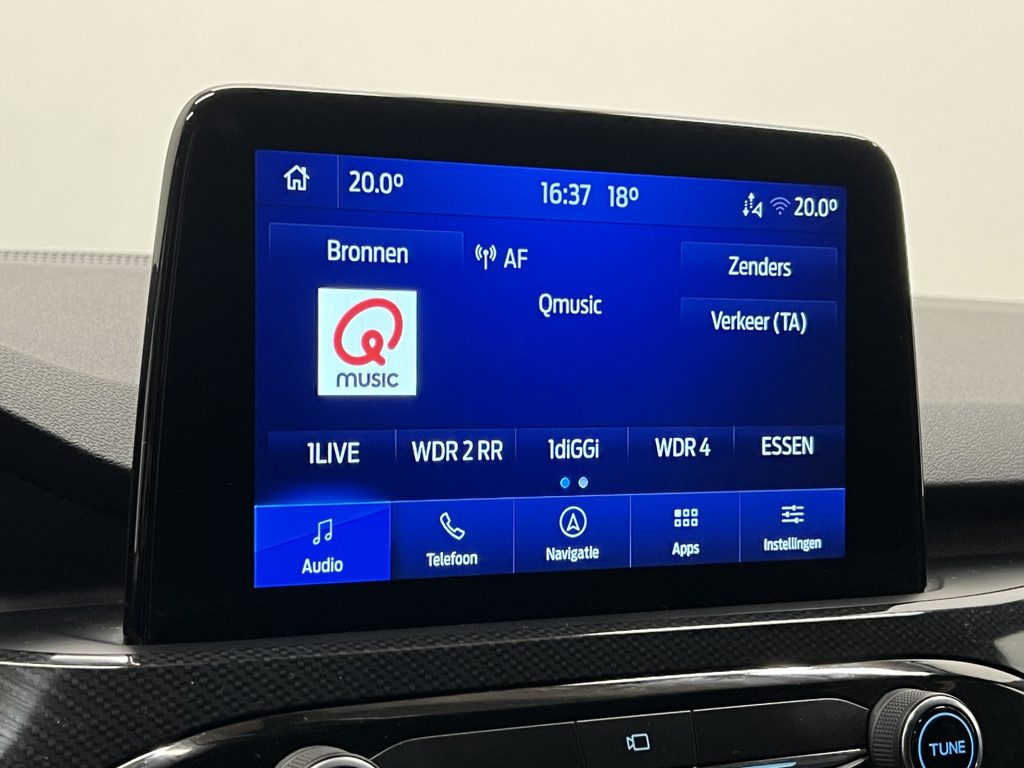 20.0° 16:37 18° 20.0°
Bronnen AF Zenders
Qmusic
Verkeer (TA)
Q
MUSIC
1LIVE WDR 2 RR 1diGGi WDR 4 ESSEN
Audio Telefoon Navigatie Apps Instellingen
TUNE